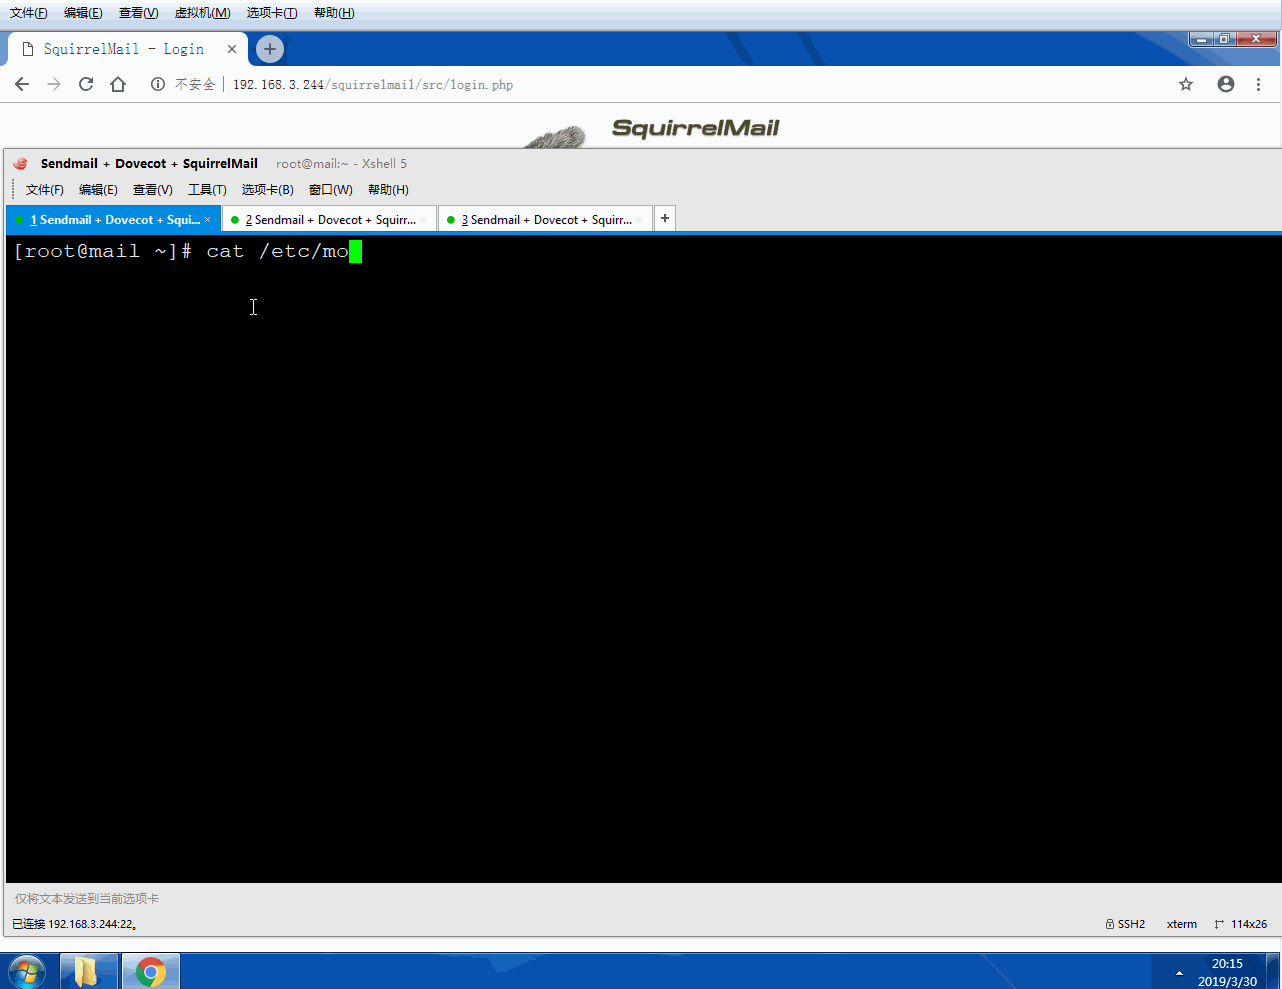 文件(F) 编辑(E) 查看(V) 虚拟机(M) 选项卡(T) 帮助(H)
SquirrelMail - Login
不安全 192.168.3.244/squirrelmail/src/login.php
SquirrelMail
Sendmail + Dovecot + SquirrelMail root@mail:~ - Xshell 5
文件(F) 编辑(E) 查看(V) 工具(T) 选项卡(B) 窗口(W) 帮助(H)
1 Sendmail + Dovecot + Squi... 2 Sendmail + Dovecot + Squirr... 3 Sendmail + Dovecot + Squirr...
[root@mail ~]# cat /etc/mo
仅将文本发送到当前选项卡
已连接 192.168.3.244:22。 SSH2 xterm 114x26
20:15
2019/3/30